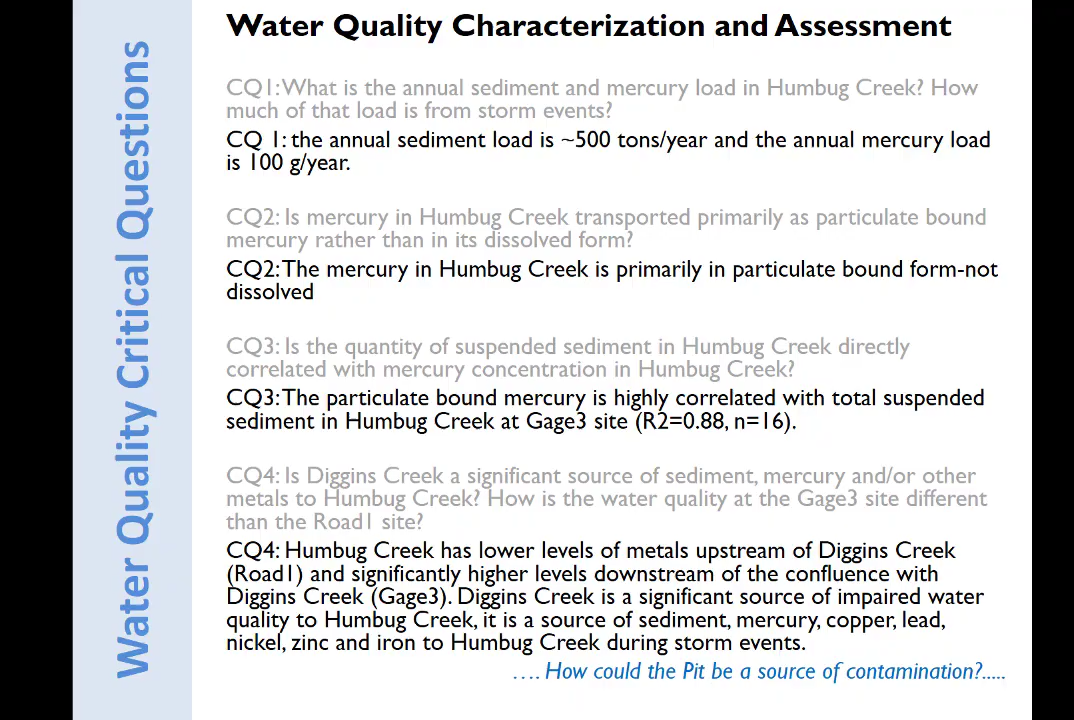 Water Quality Critical Questions
Water Quality Characterization and Assessment
CQ1: What is the annual sediment and mercury load in Humbug Creek? How
much of that load is from storm events?
CQ 1: the annual sediment load is ~500 tons/year and the annual mercury load
is 100 g/year.
CQ2: Is mercury in Humbug Creek transported primarily as particulate bound
mercury rather than in its dissolved form?
CQ2: The mercury in Humbug Creek is primarily in particulate bound form-not
dissolved
CQ3: Is the quantity of suspended sediment in Humbug Creek directly
correlated with mercury concentration in Humbug Creek?
CQ3: The particulate bound mercury is highly correlated with total suspended
sediment in Humbug Creek at Gage3 site (R2=0.88, n=16).
CQ4: Is Diggins Creek a significant source of sediment, mercury and/or other
metals to Humbug Creek? How is the water quality at the Gage3 site different
than the Road1 site?
CQ4: Humbug Creek has lower levels of metals upstream of Diggins Creek
(Road1) and significantly higher levels downstream of the confluence with
Diggins Creek (Gage3). Diggins Creek is a significant source of impaired water
quality to Humbug Creek, it is a source of sediment, mercury, copper, lead,
nickel, zinc and iron to Humbug Creek during storm events.
…. How could the Pit be a source of contamination?.....